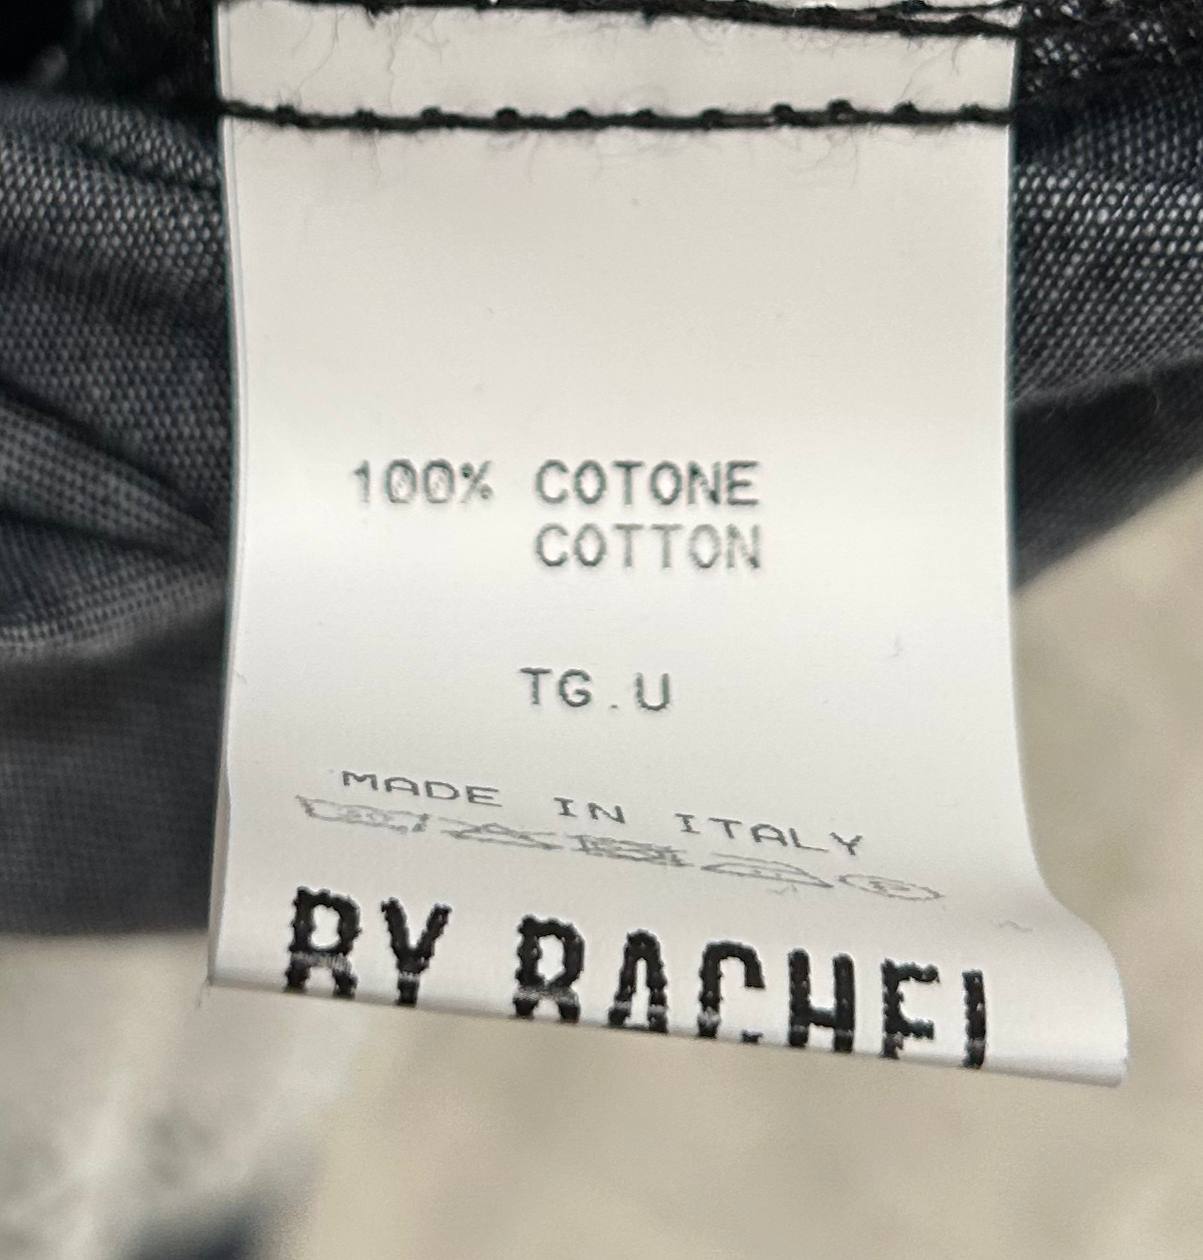 100% COTONE
COTTON
TG.U
MADE IN ITALY
BY RACHEL